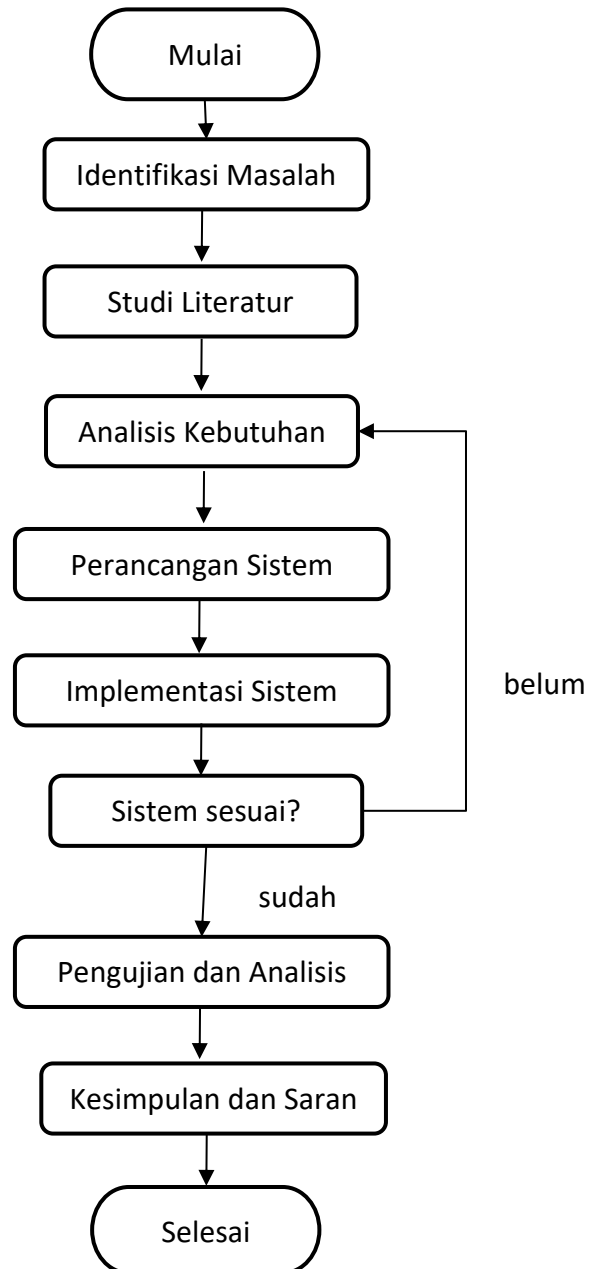 Mulai
Identifikasi Masalah
Studi Literatur
Analisis Kebutuhan
Perancangan Sistem
Implementasi Sistem
belum
Sistem sesuai?
sudah
Pengujian dan Analisis
Kesimpulan dan Saran
Selesai